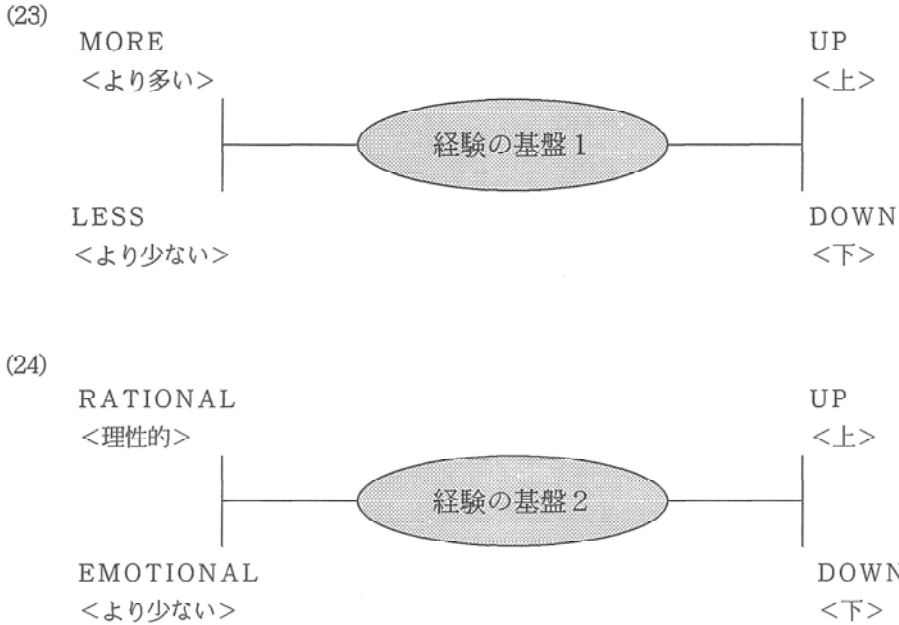 (23)
MORE UP
<より多い> <上>
経験の基盤1
LESS DOWN
<より少ない> <下>
(24)
RATIONAL UP
<理性的> <上>
経験の基盤2
EMOTIONAL DOWN
<より少ない> <下>